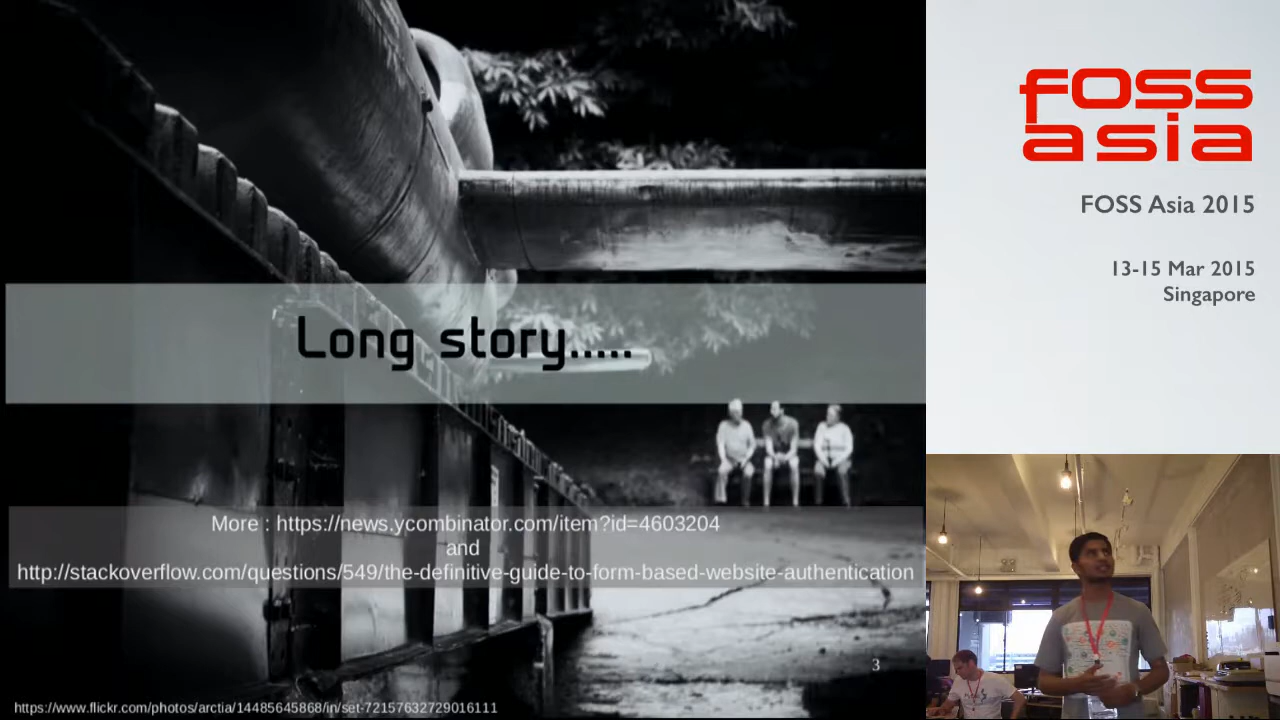 Long story.....
More : https://news.ycombinator.com/item?id=4603204
and
http://stackoverflow.com/questions/549/the-definitive-guide-to-form-based-website-authentication
3
https://www.flickr.com/photos/arctia/14485645868/in/set-72157632729016111
foss
asia
FOSS Asia 2015
13-15 Mar 2015
Singapore